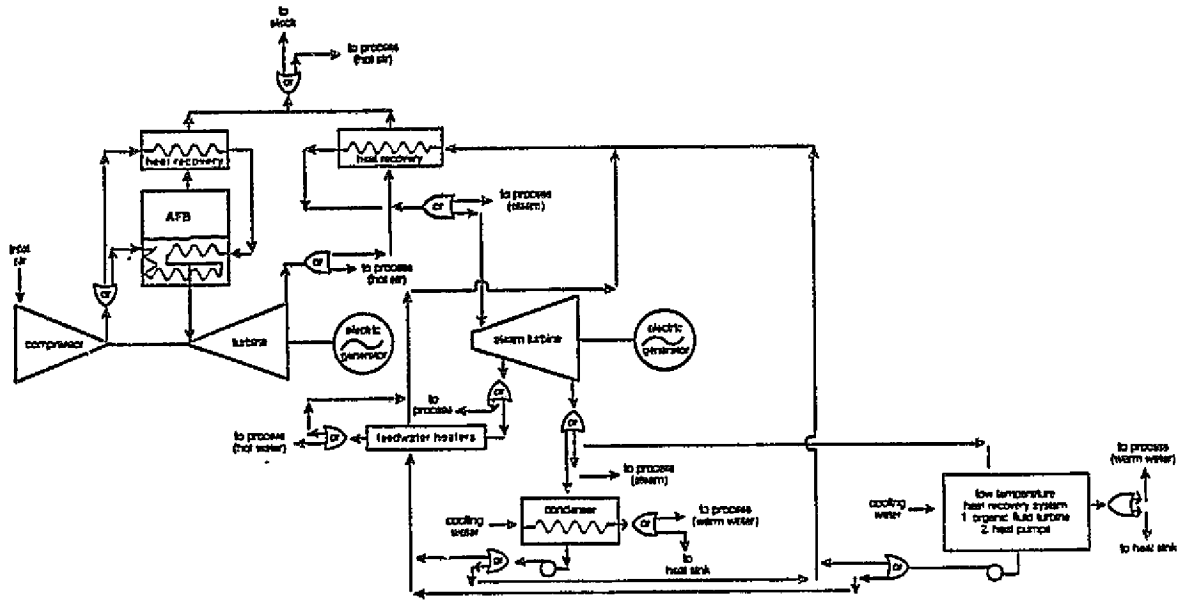 to
stack
to process
(hot air)
or
heat recovery
heat recovery
AFB
to process
(steam)
or
inlet
air
or
or
to process
(hot air)
compressor
turbine
electric
generator
steam turbine
electric
generator
or
to
process
or
to process
(hot water)
or
feedwater heaters
to process
(steam)
to process
(warm water)
condenser
cooling
water
or
to process
(warm water)
to
heat sink
or
cooling
water
low temperature
heat recovery system
1. organic fluid turbine
2. heat pumps
or
to heat sink
or